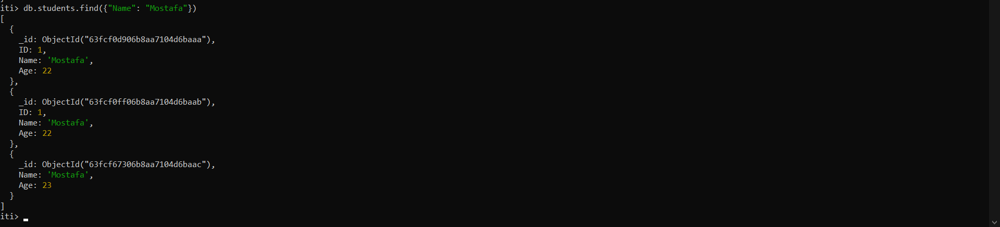 iti> db.students.find({"Name": "Mostafa"})
[
  {
    _id: ObjectId("63fcf0d906b8aa7104d6baaa"),
    ID: 1,
    Name: 'Mostafa',
    Age: 22
  },
  {
    _id: ObjectId("63fcf0ff06b8aa7104d6baab"),
    ID: 1,
    Name: 'Mostafa',
    Age: 22
  },
  {
    _id: ObjectId("63fcf67306b8aa7104d6baac"),
    Name: 'Mostafa',
    Age: 23
  }
]
iti>